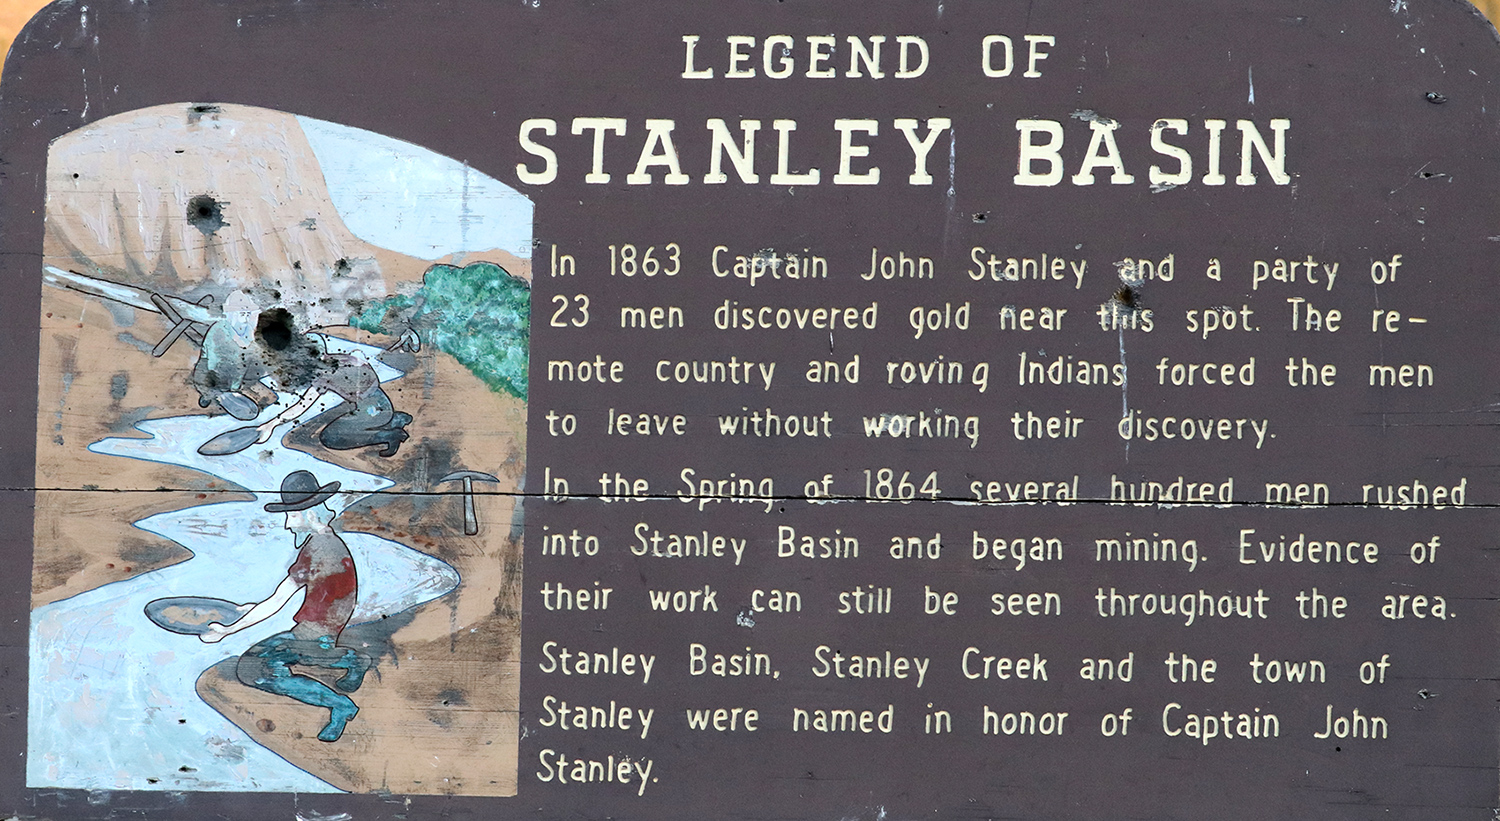 LEGEND OF
STANLEY BASIN
In 1863 Captain John Stanley and a party of
23 men discovered gold near this spot. The re-
mote country and roving Indians forced the men
to leave without working their discovery.
In the Spring of 1864 several hundred men rushed
into Stanley Basin and began mining. Evidence of
their work can still be seen throughout the area.
Stanley Basin, Stanley Creek and the town of
Stanley were named in honor of Captain John
Stanley.